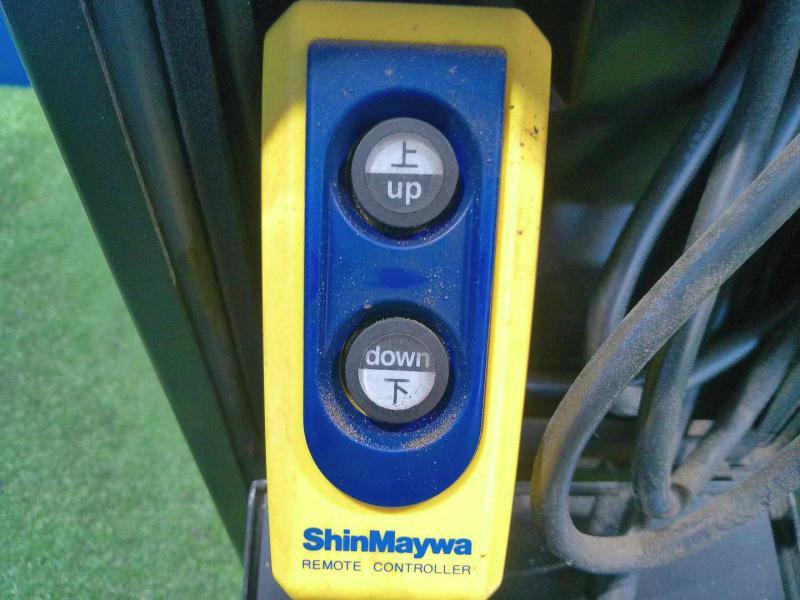 上
up
down
下
ShinMaywa
REMOTE CONTROLLER